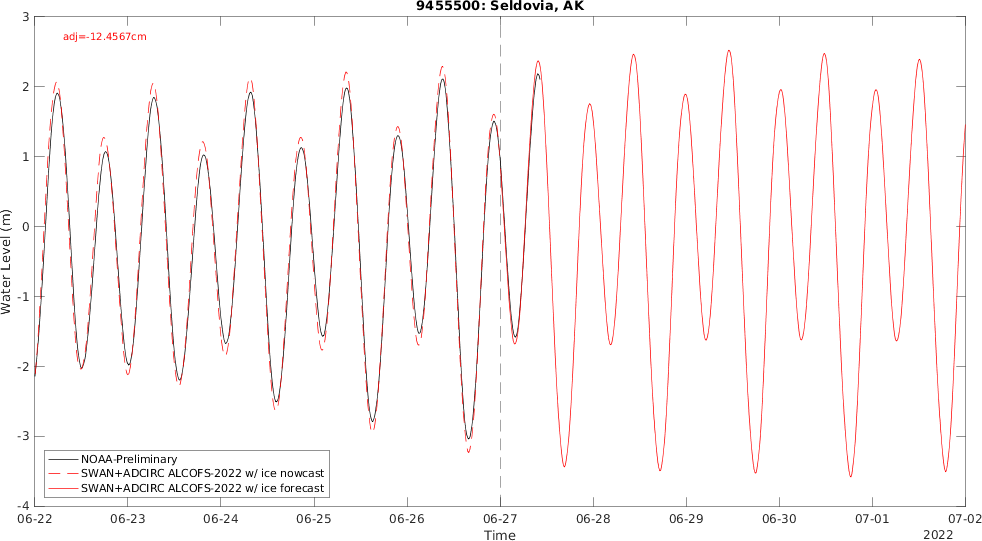 9455500: Seldovia, AK
adj=-12.4567cm
3
2
1
0
-1
-2
-3
-4
Water Level (m)
NOAA-Preliminary
SWAN+ADCIRC ALCOFS-2022 w/ ice nowcast
SWAN+ADCIRC ALCOFS-2022 w/ ice forecast
06-22 06-23 06-24 06-25 06-26 06-27 06-28 06-29 06-30 07-01 07-02
Time
2022